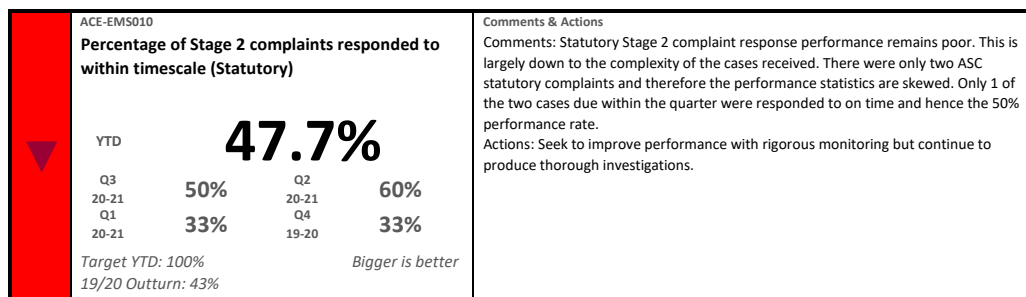 ACE-EMS010
Percentage of Stage 2 complaints responded to
within timescale (Statutory)
YTD 47.7%
Q3 20-21 50% Q2 20-21 60%
Q1 20-21 33% Q4 19-20 33%
Target YTD: 100% Bigger is better
19/20 Outturn: 43%
Comments & Actions
Comments: Statutory Stage 2 complaint response performance remains poor. This is
largely down to the complexity of the cases received. There were only two ASC
statutory complaints and therefore the performance statistics are skewed. Only 1 of
the two cases due within the quarter were responded to on time and hence the 50%
performance rate.
Actions: Seek to improve performance with rigorous monitoring but continue to
produce thorough investigations.